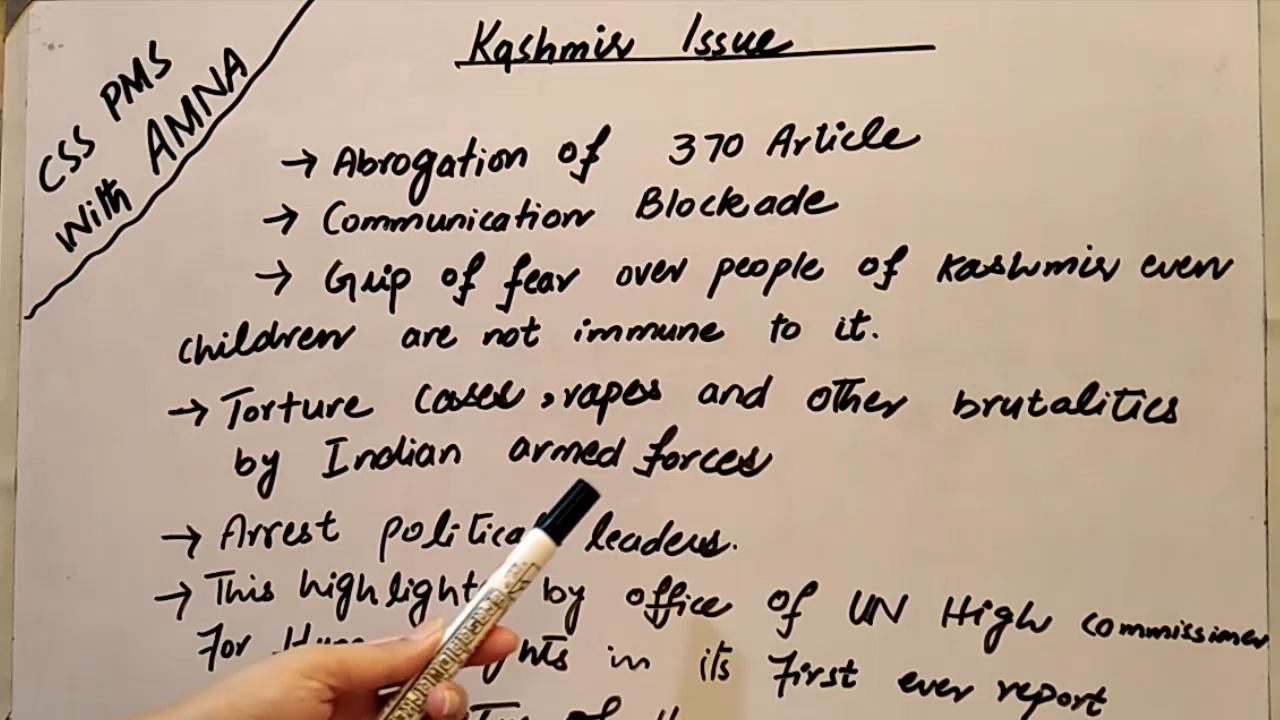 CSS PMS
With AMNA
Kashmir Issue
→ Abrogation of 370 Article
→ Communication Blockade
→ Grip of fear over people of Kashmir even
children are not immune to it.
→ Torture cases, rapes and other brutalities
by Indian armed forces
→ Arrest political leaders.
→ This highlights by office of UN High commissioner
For in its First ever report
of